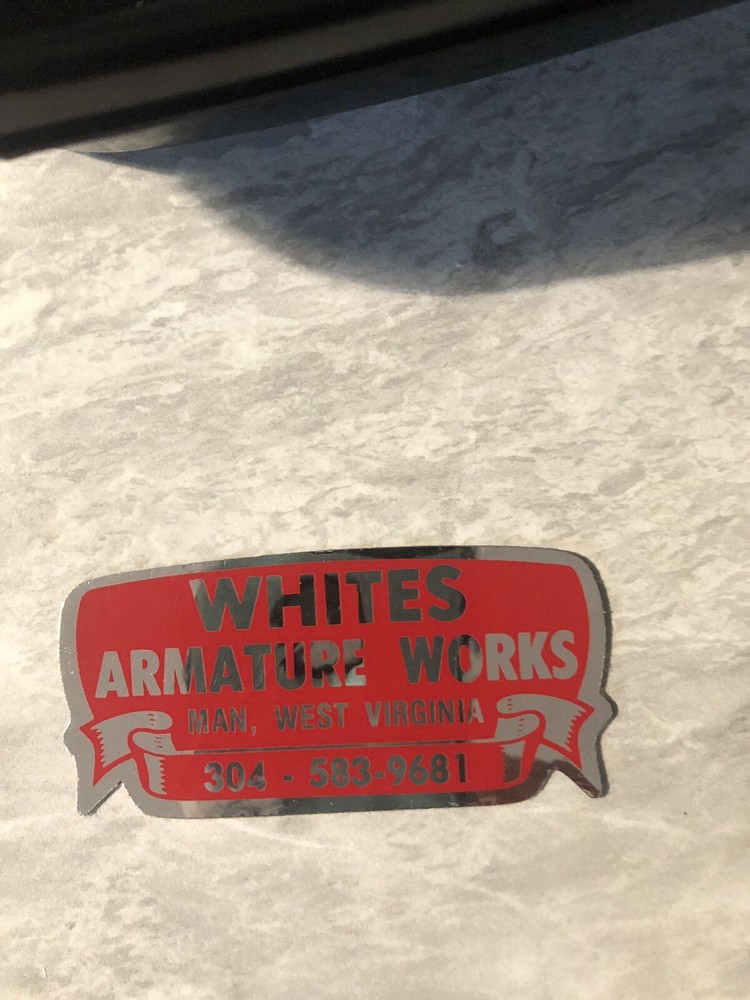 WHITES
ARMATURE WORKS
MAN, WEST VIRGINIA
304 - 583-9681